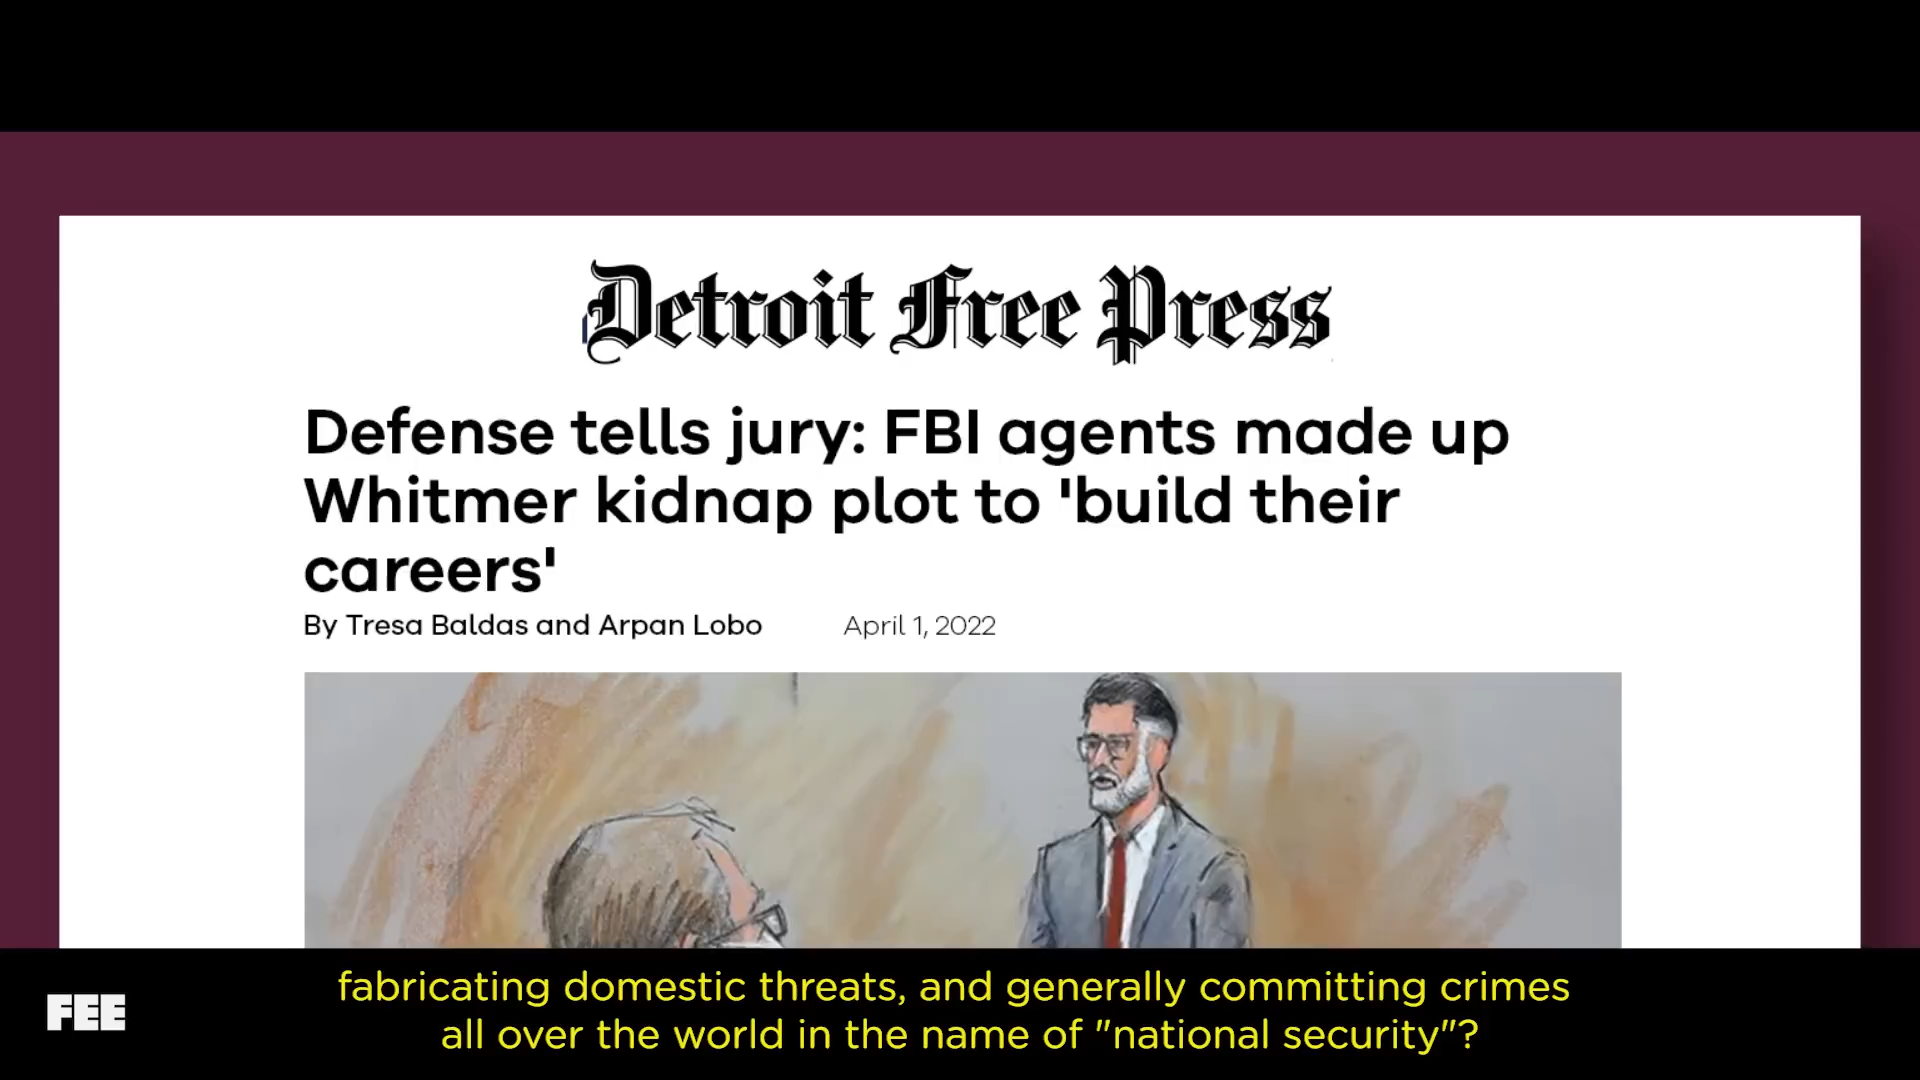 Detroit Free Press
Defense tells jury: FBI agents made up
Whitmer kidnap plot to 'build their
careers'
By Tresa Baldas and Arpan Lobo April 1, 2022
fabricating domestic threats, and generally committing crimes
all over the world in the name of "national security"?
FEE